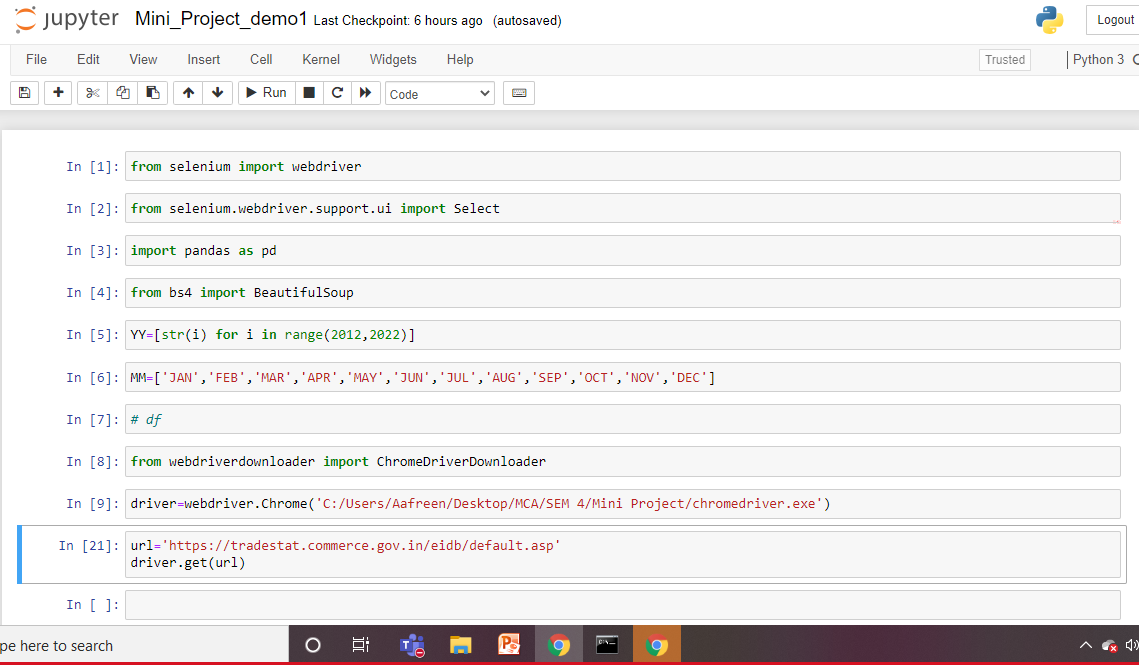 jupyter Mini_Project_demo1 Last Checkpoint: 6 hours ago (autosaved)
Logout
File Edit View Insert Cell Kernel Widgets Help Trusted Python 3
Run Code
In [1]: from selenium import webdriver
In [2]: from selenium.webdriver.support.ui import Select
In [3]: import pandas as pd
In [4]: from bs4 import BeautifulSoup
In [5]: YY=[str(i) for i in range(2012,2022)]
In [6]: MM=['JAN','FEB','MAR','APR','MAY','JUN','JUL','AUG','SEP','OCT','NOV','DEC']
In [7]: # df
In [8]: from webdriverdownloader import ChromeDriverDownloader
In [9]: driver=webdriver.Chrome('C:/Users/Aafreen/Desktop/MCA/SEM 4/Mini Project/chromedriver.exe')
In [21]: url='https://tradestat.commerce.gov.in/eidb/default.asp'
driver.get(url)
In [ ]:
pe here to search